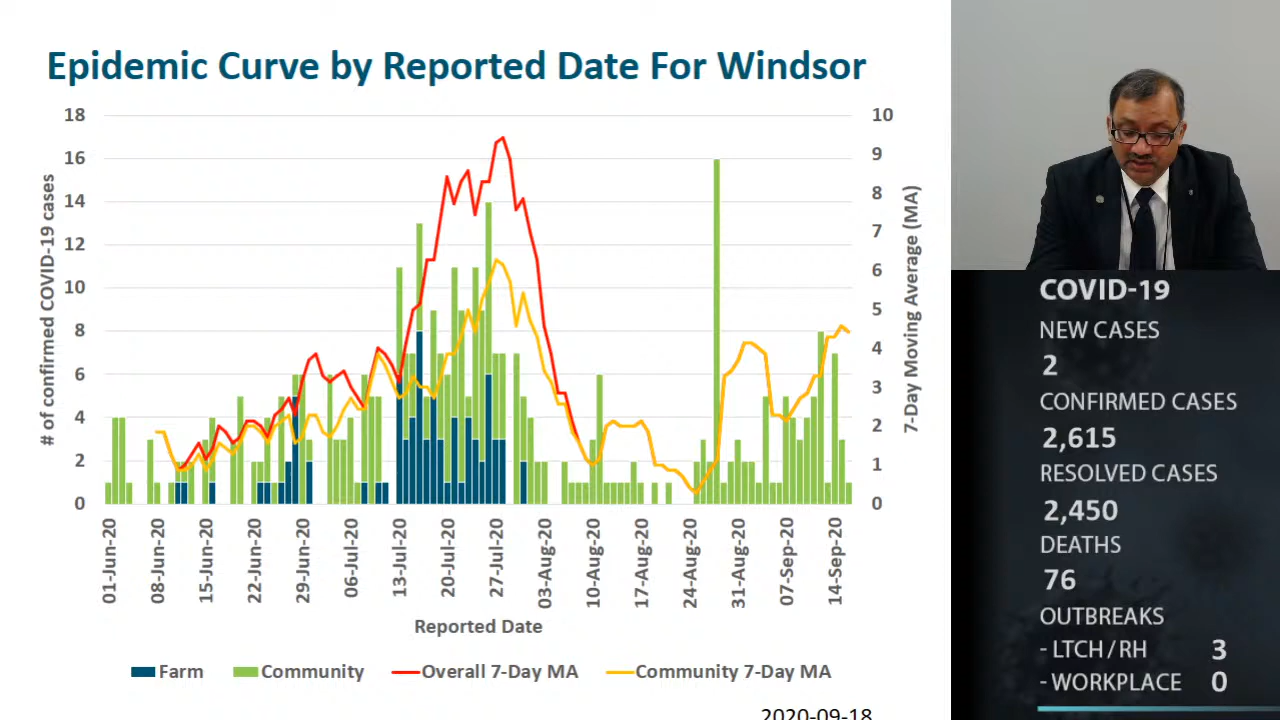 Epidemic Curve by Reported Date For Windsor
# of confirmed COVID-19 cases
18
16
14
12
10
8
6
4
2
0
10
9
8
7
6
5
4
3
2
1
0
7-Day Moving Average (MA)
01-Jun-20
08-Jun-20
15-Jun-20
22-Jun-20
29-Jun-20
06-Jul-20
13-Jul-20
20-Jul-20
27-Jul-20
03-Aug-20
10-Aug-20
17-Aug-20
24-Aug-20
31-Aug-20
07-Sep-20
14-Sep-20
Reported Date
Farm
Community
Overall 7-Day MA
Community 7-Day MA
2020-09-18
COVID-19
NEW CASES
2
CONFIRMED CASES
2,615
RESOLVED CASES
2,450
DEATHS
76
OUTBREAKS
- LTCH / RH 3
- WORKPLACE 0